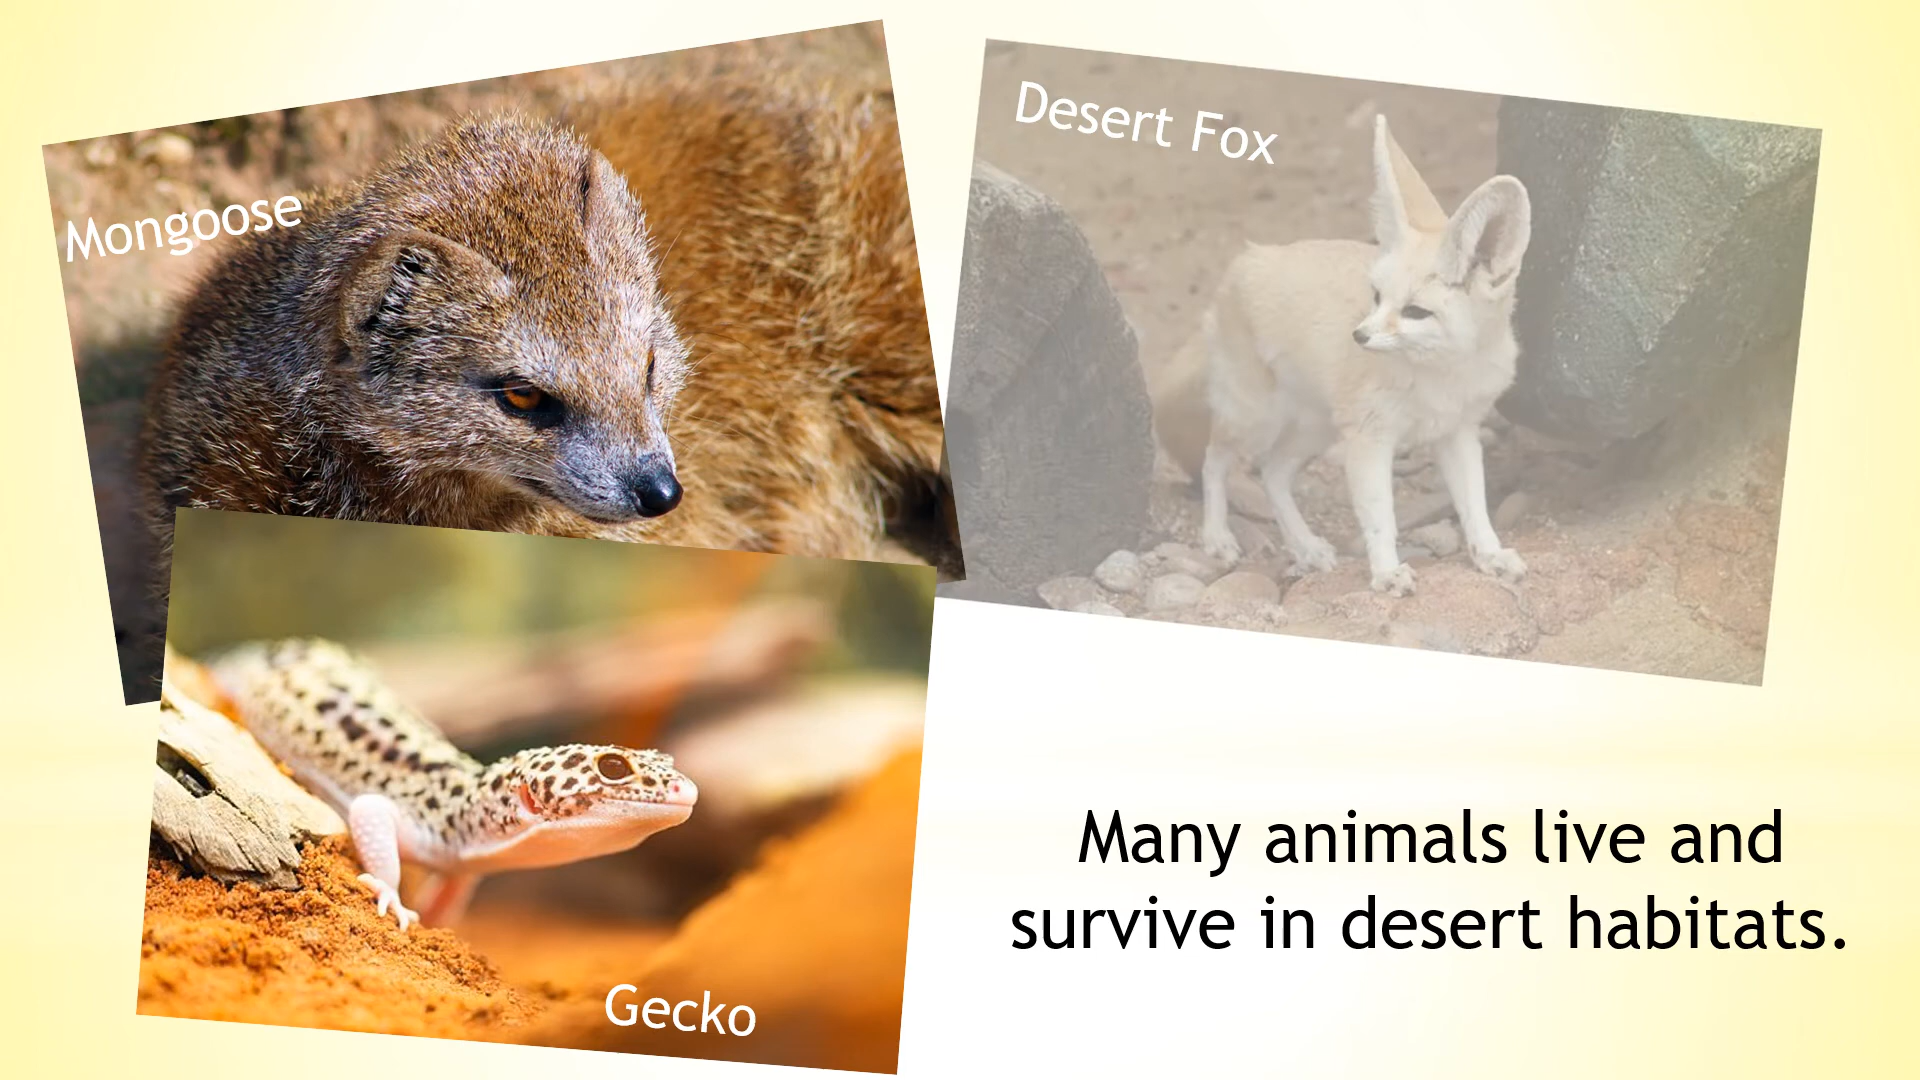 Mongoose
Desert Fox
Gecko
Many animals live and
survive in desert habitats.